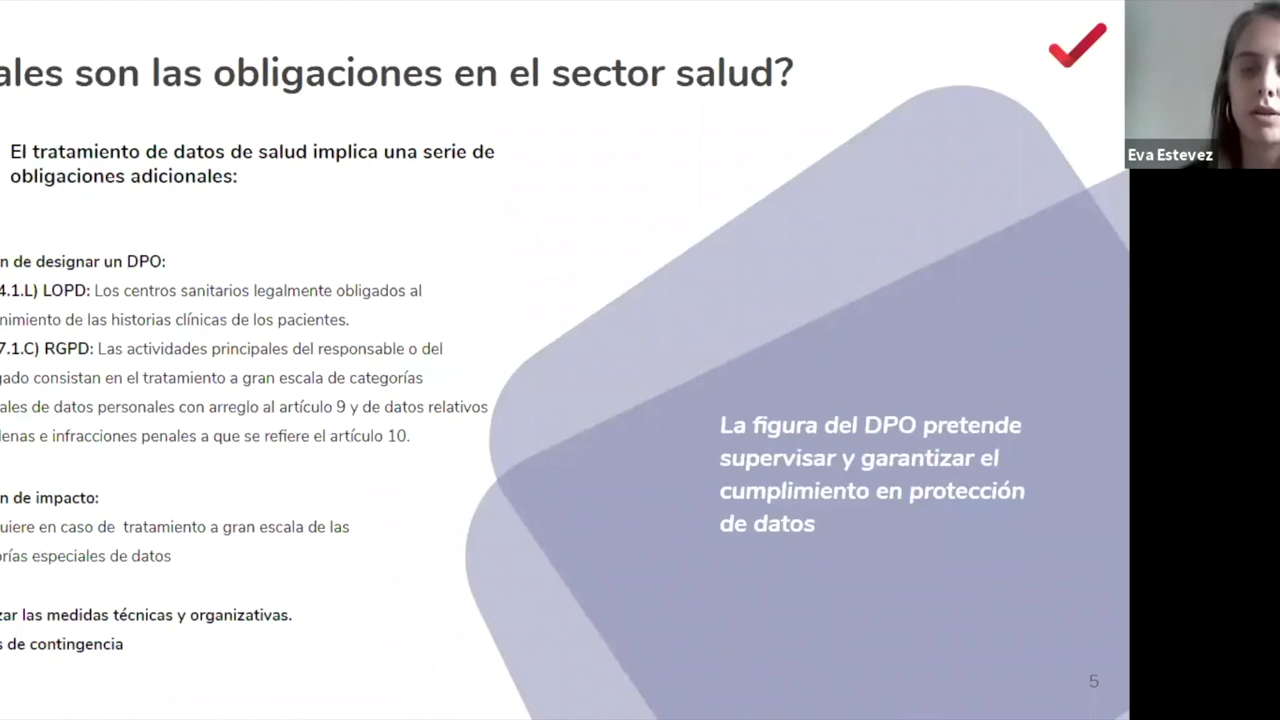 ales son las obligaciones en el sector salud?
El tratamiento de datos de salud implica una serie de
obligaciones adicionales:
n de designar un DPO:
4.1.L) LOPD: Los centros sanitarios legalmente obligados al
nimiento de las historias clínicas de los pacientes.
7.1.C) RGPD: Las actividades principales del responsable o del
gado consistan en el tratamiento a gran escala de categorías
ales de datos personales con arreglo al artículo 9 y de datos relativos
lenas e infracciones penales a que se refiere el artículo 10.
n de impacto:
uiere en caso de tratamiento a gran escala de las
orías especiales de datos
zar las medidas técnicas y organizativas.
s de contingencia
La figura del DPO pretende
supervisar y garantizar el
cumplimiento en protección
de datos
5
Eva Estevez